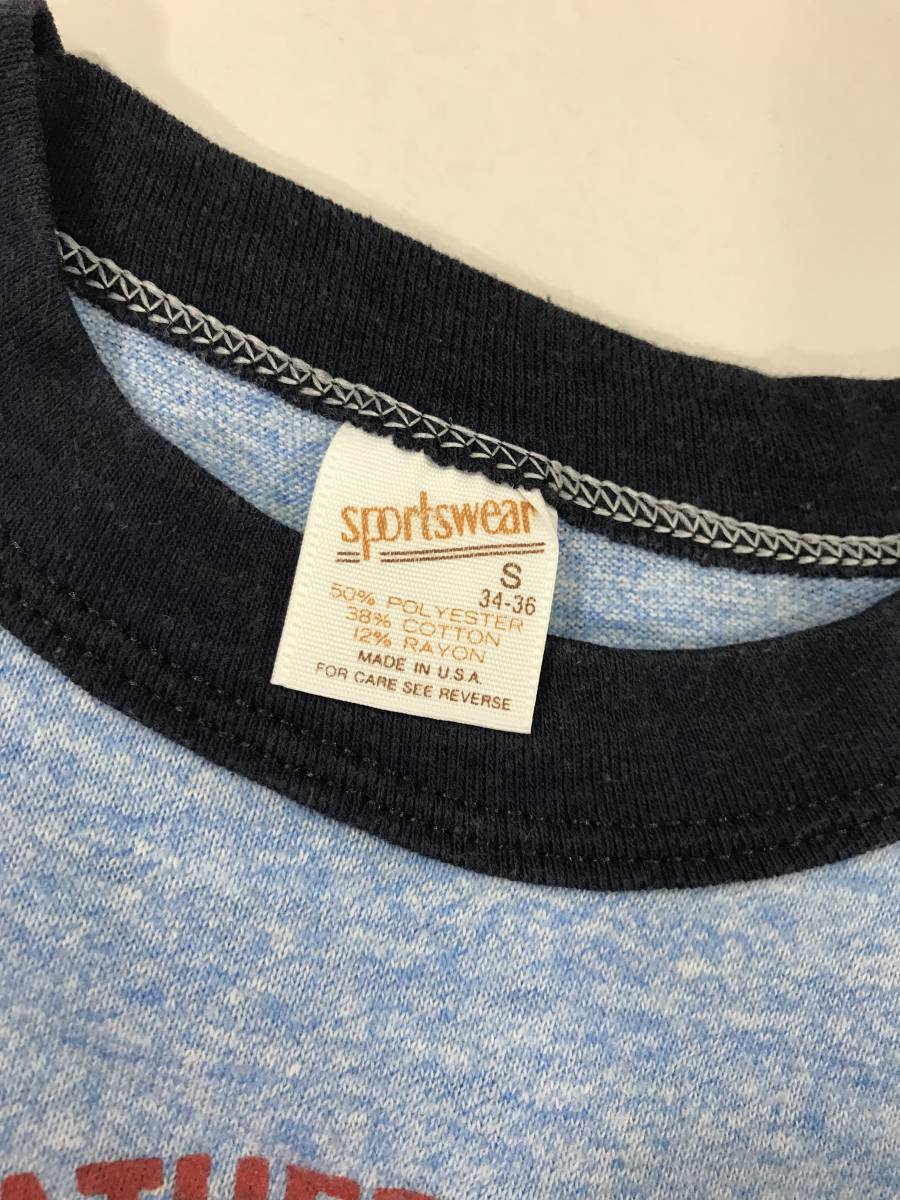 sportswear
S
34-36
50% POLYESTER
38% COTTON
12% RAYON
MADE IN U.S.A
FOR CARE SEE REVERSE